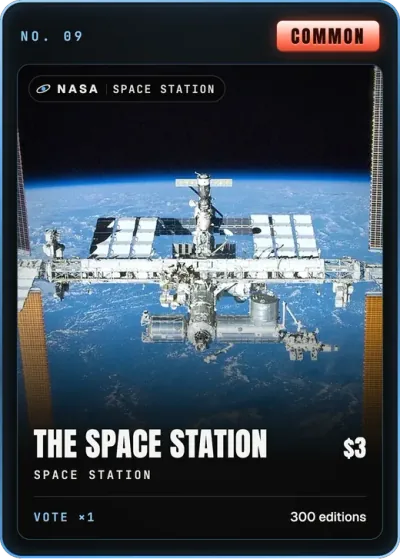 NO. 09
COMMON
NASA | SPACE STATION
THE SPACE STATION
$3
SPACE STATION
VOTE ×1
300 editions